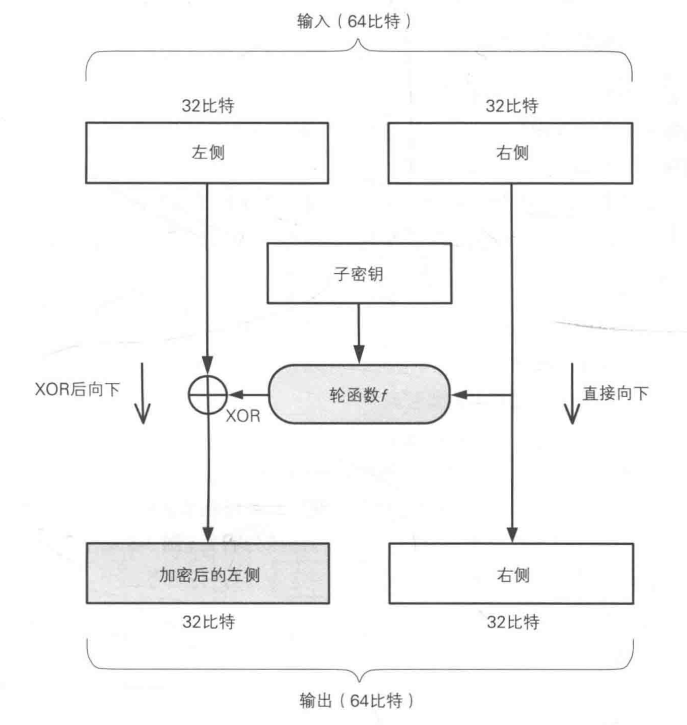 输入（64比特）
32比特 32比特
左侧 右侧
子密钥
XOR后向下 XOR 轮函数f 直接向下
加密后的左侧 右侧
32比特 32比特
输出（64比特）